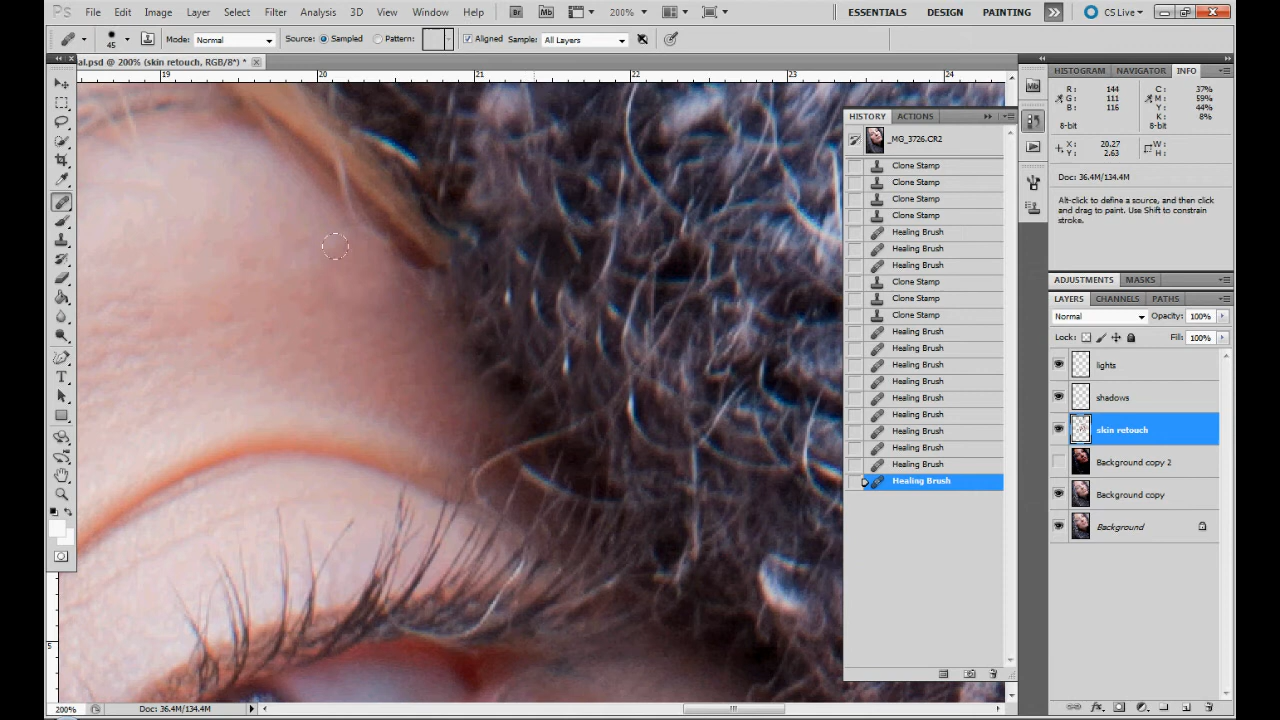 Ps File Edit Image Layer Select Filter Analysis 3D View Window Help Br Mb 200% ESSENTIALS DESIGN PAINTING CS Live
45 Mode: Normal Source: Sampled Pattern: Aligned Sample: All Layers
al.psd @ 200% (skin retouch, RGB/8*) *
19 20 21 22 23 24
HISTORY ACTIONS
_MG_3726.CR2
Clone Stamp
Clone Stamp
Clone Stamp
Clone Stamp
Healing Brush
Healing Brush
Healing Brush
Clone Stamp
Clone Stamp
Clone Stamp
Healing Brush
Healing Brush
Healing Brush
Healing Brush
Healing Brush
Healing Brush
Healing Brush
Healing Brush
Healing Brush
Healing Brush
Mb
HISTOGRAM NAVIGATOR INFO
R: 144 C: 37%
G: 111 M: 59%
B: 116 Y: 44%
K: 8%
8-bit 8-bit
X: 20.27 W:
Y: 2.63 H:
Doc: 36.4M/134.4M
Alt-click to define a source, and then click
and drag to paint. Use Shift to constrain
stroke.
ADJUSTMENTS MASKS
LAYERS CHANNELS PATHS
Normal Opacity: 100%
Lock: Fill: 100%
lights
shadows
skin retouch
Background copy 2
Background copy
Background
T
5
200% Doc: 36.4M/134.4M
fx